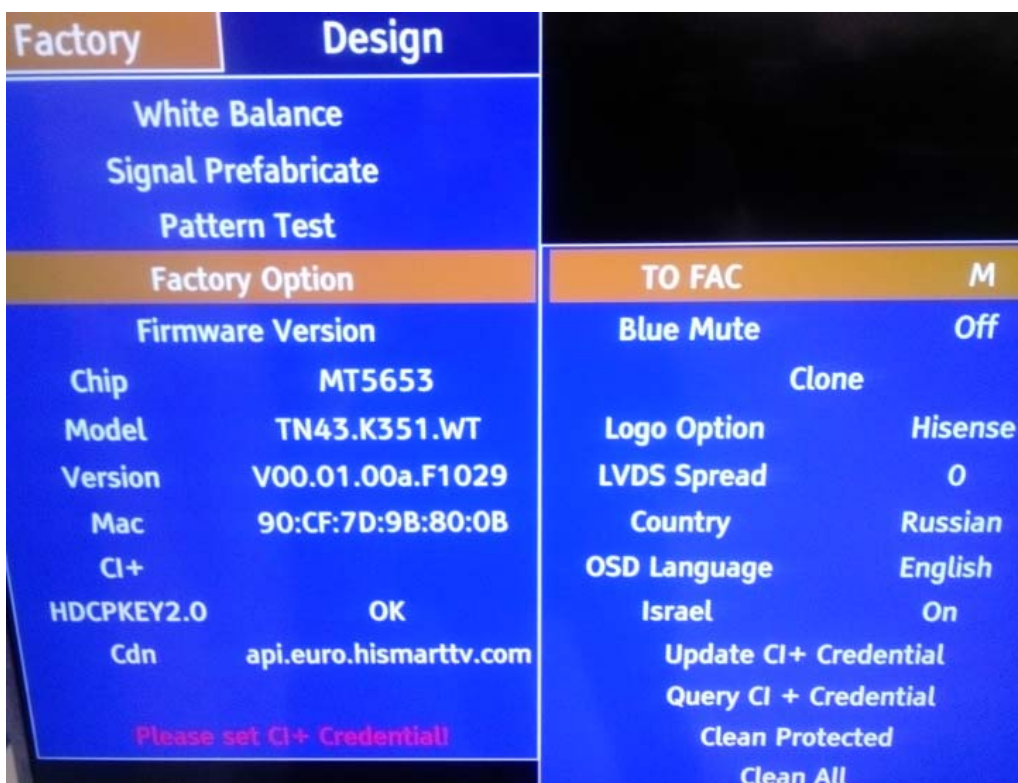 Factory Design
White Balance
Signal Prefabricate
Pattern Test
Factory Option
Firmware Version
Chip MT5653
Model TN43.K351.WT
Version V00.01.00a.F1029
Mac 90:CF:7D:9B:80:0B
CI+
HDCPKEY2.0 OK
Cdn api.euro.hismarttv.com
Please set CI+ Credential!
TO FAC M
Blue Mute Off
Clone
Logo Option Hisense
LVDS Spread 0
Country Russian
OSD Language English
Israel On
Update CI+ Credential
Query CI + Credential
Clean Protected
Clean All